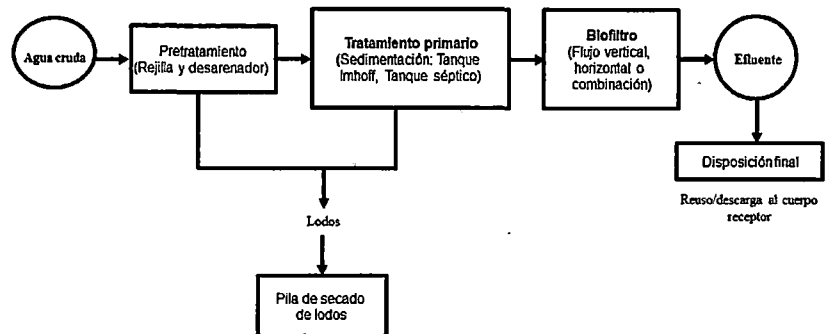 Agua cruda
Pretratamiento
(Rejilla y desarenador)
Tratamiento primario
(Sedimentación: Tanque
Imhoff, Tanque séptico)
Biofiltro
(Flujo vertical,
horizontal o
combinación)
Efluente
Disposición final
Reuso/descarga al cuerpo
receptor
Lodos
Pila de secado
de lodos